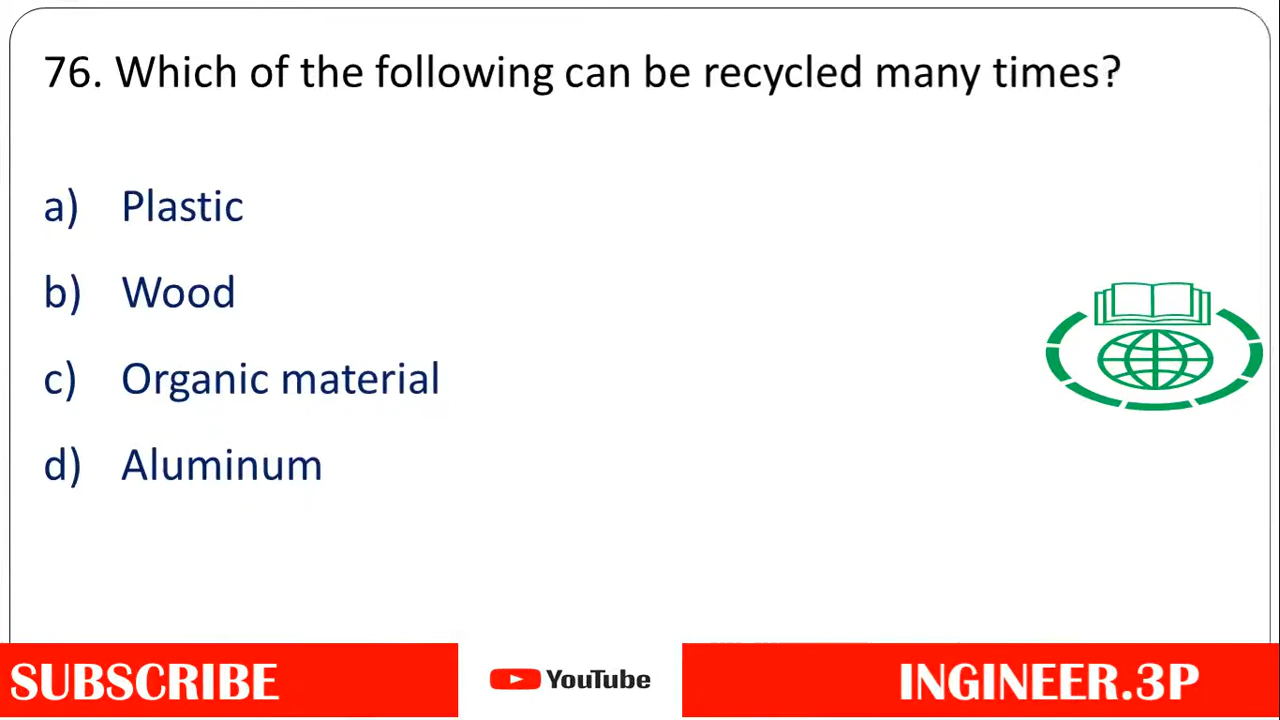 76. Which of the following can be recycled many times?
a) Plastic
b) Wood
c) Organic material
d) Aluminum
SUBSCRIBE YouTube INGINEER.3P